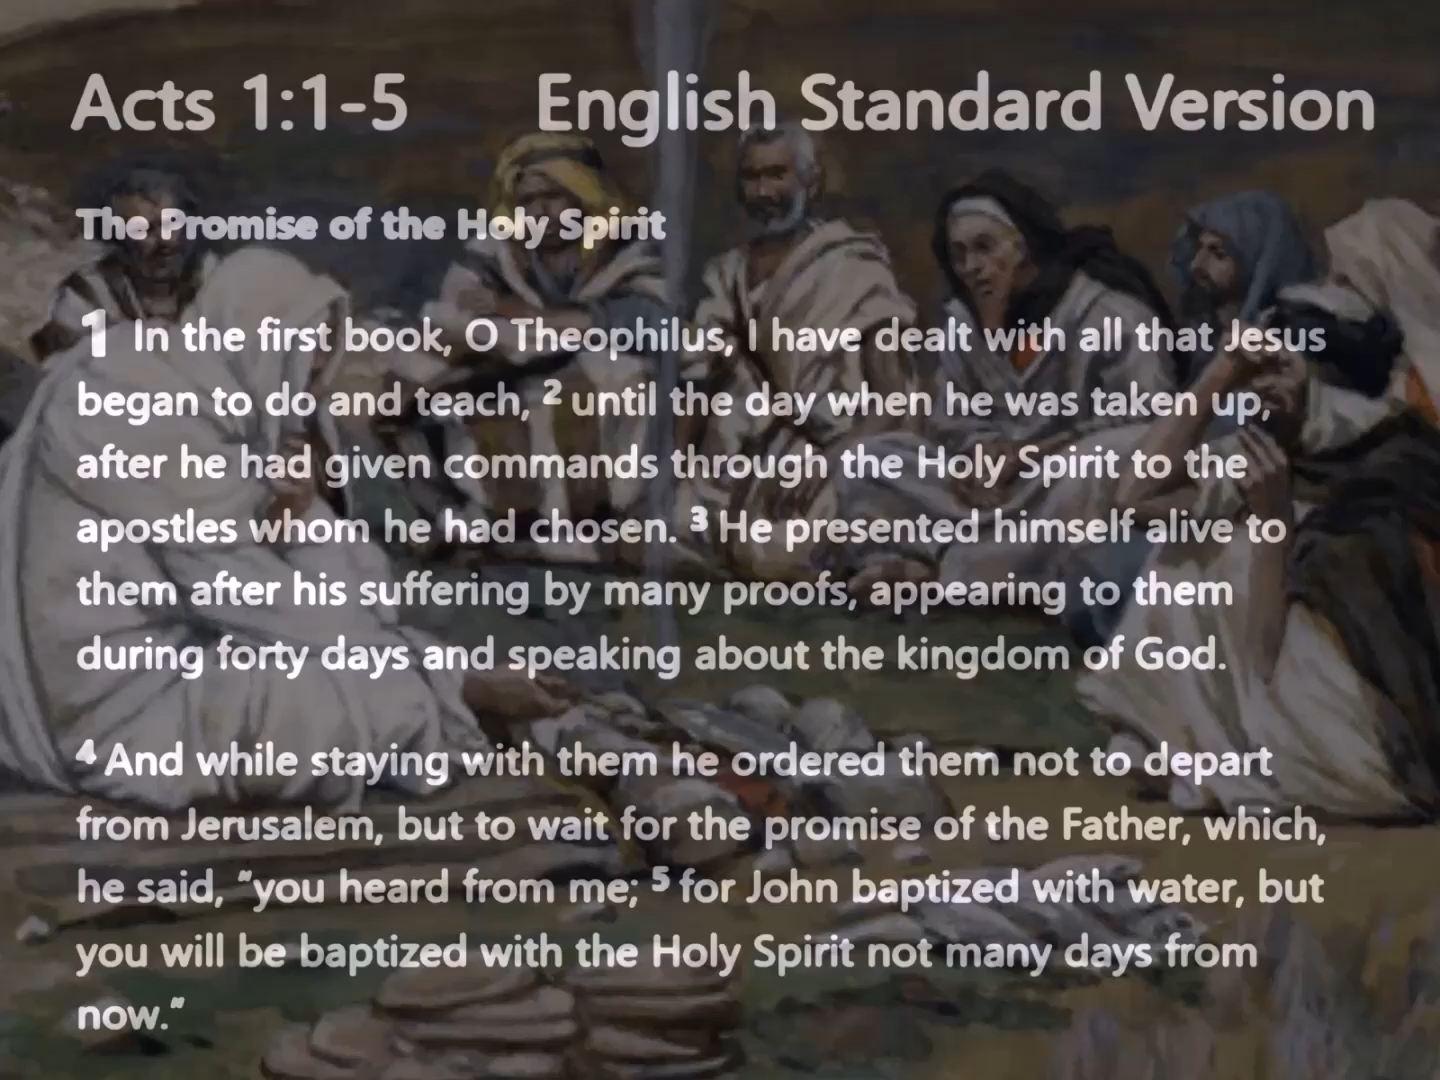 Acts 1:1-5 English Standard Version
The Promise of the Holy Spirit
1 In the first book, O Theophilus, I have dealt with all that Jesus
began to do and teach, 2 until the day when he was taken up,
after he had given commands through the Holy Spirit to the
apostles whom he had chosen. 3 He presented himself alive to
them after his suffering by many proofs, appearing to them
during forty days and speaking about the kingdom of God.
4 And while staying with them he ordered them not to depart
from Jerusalem, but to wait for the promise of the Father, which,
he said, “you heard from me; 5 for John baptized with water, but
you will be baptized with the Holy Spirit not many days from
now.”